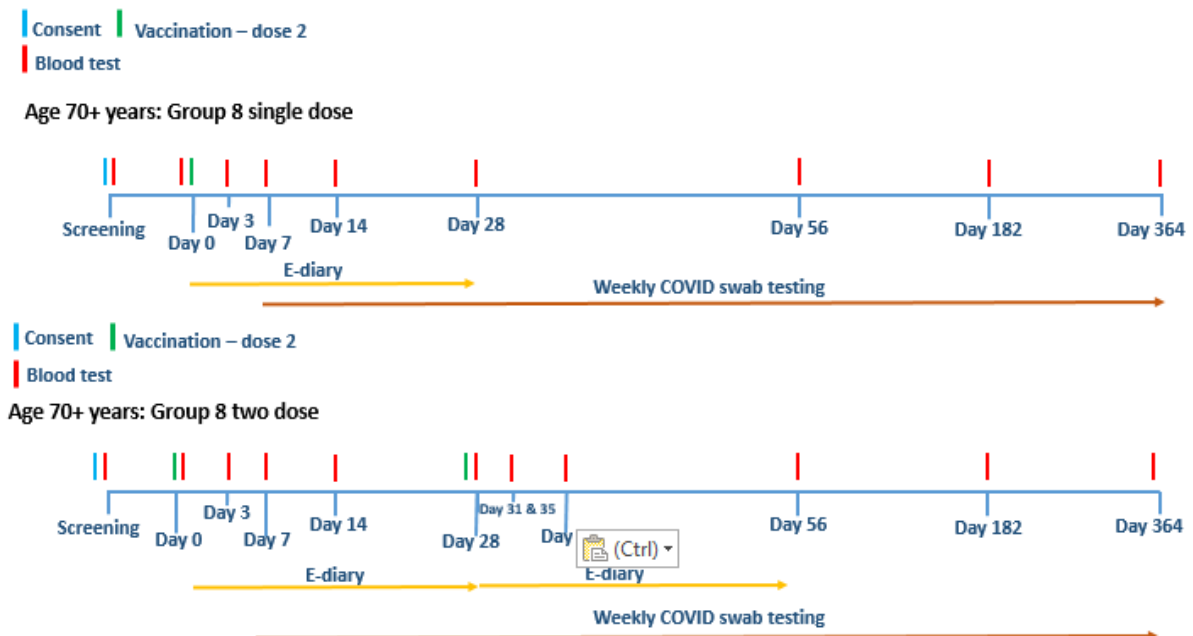 Consent Vaccination – dose 2
Blood test
Age 70+ years: Group 8 single dose
Screening Day 0 Day 3 Day 7 Day 14 Day 28 Day 56 Day 182 Day 364
E-diary
Weekly COVID swab testing
Consent Vaccination – dose 2
Blood test
Age 70+ years: Group 8 two dose
Screening Day 0 Day 3 Day 7 Day 14 Day 28 Day 31 & 35 Day Day 56 Day 182 Day 364
(Ctrl)
E-diary E-diary
Weekly COVID swab testing